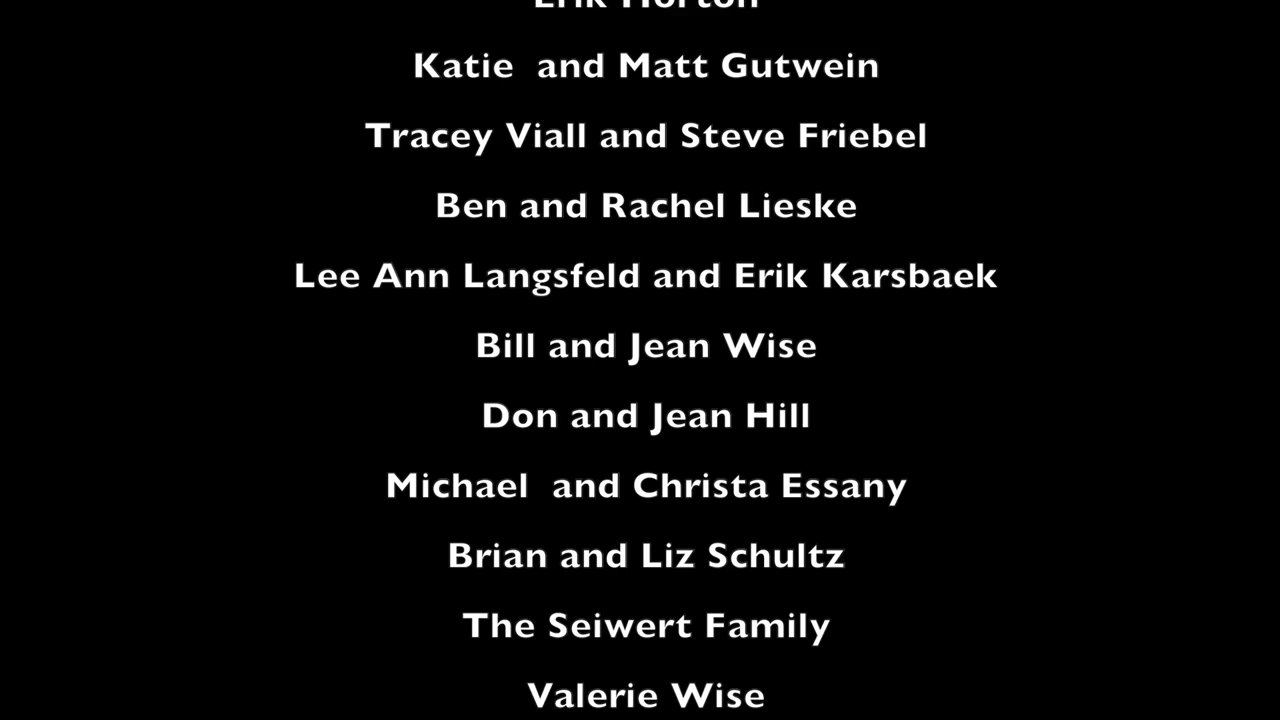 Erik Horton
Katie  and Matt Gutwein
Tracey Viall and Steve Friebel
Ben and Rachel Lieske
Lee Ann Langsfeld and Erik Karsbaek
Bill and Jean Wise
Don and Jean Hill
Michael  and Christa Essany
Brian and Liz Schultz
The Seiwert Family
Valerie Wise